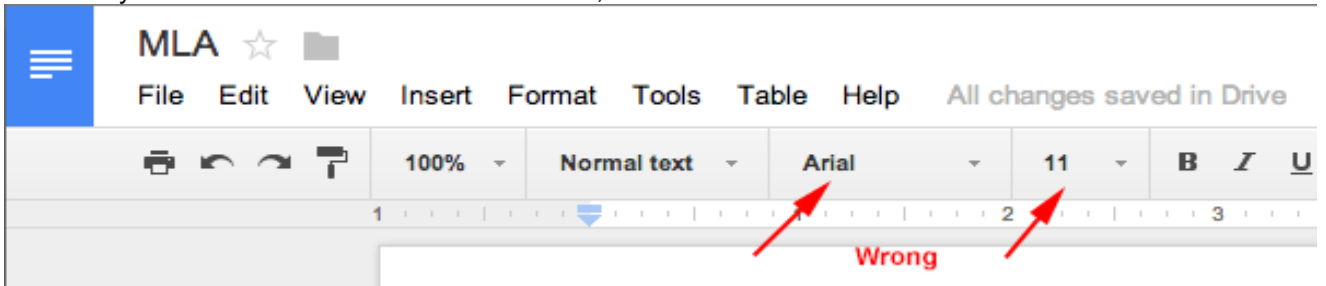 MLA
File Edit View Insert Format Tools Table Help All changes saved in Drive
100% Normal text Arial 11 B I U
1 1 2 3
Wrong